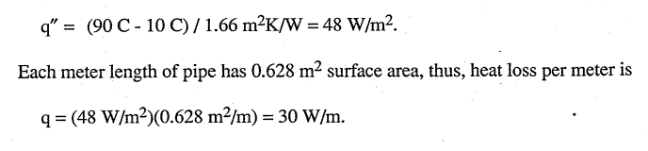 q″ = (90 C - 10 C) / 1.66 m²K/W = 48 W/m².
Each meter length of pipe has 0.628 m² surface area, thus, heat loss per meter is
q = (48 W/m²)(0.628 m²/m) = 30 W/m.